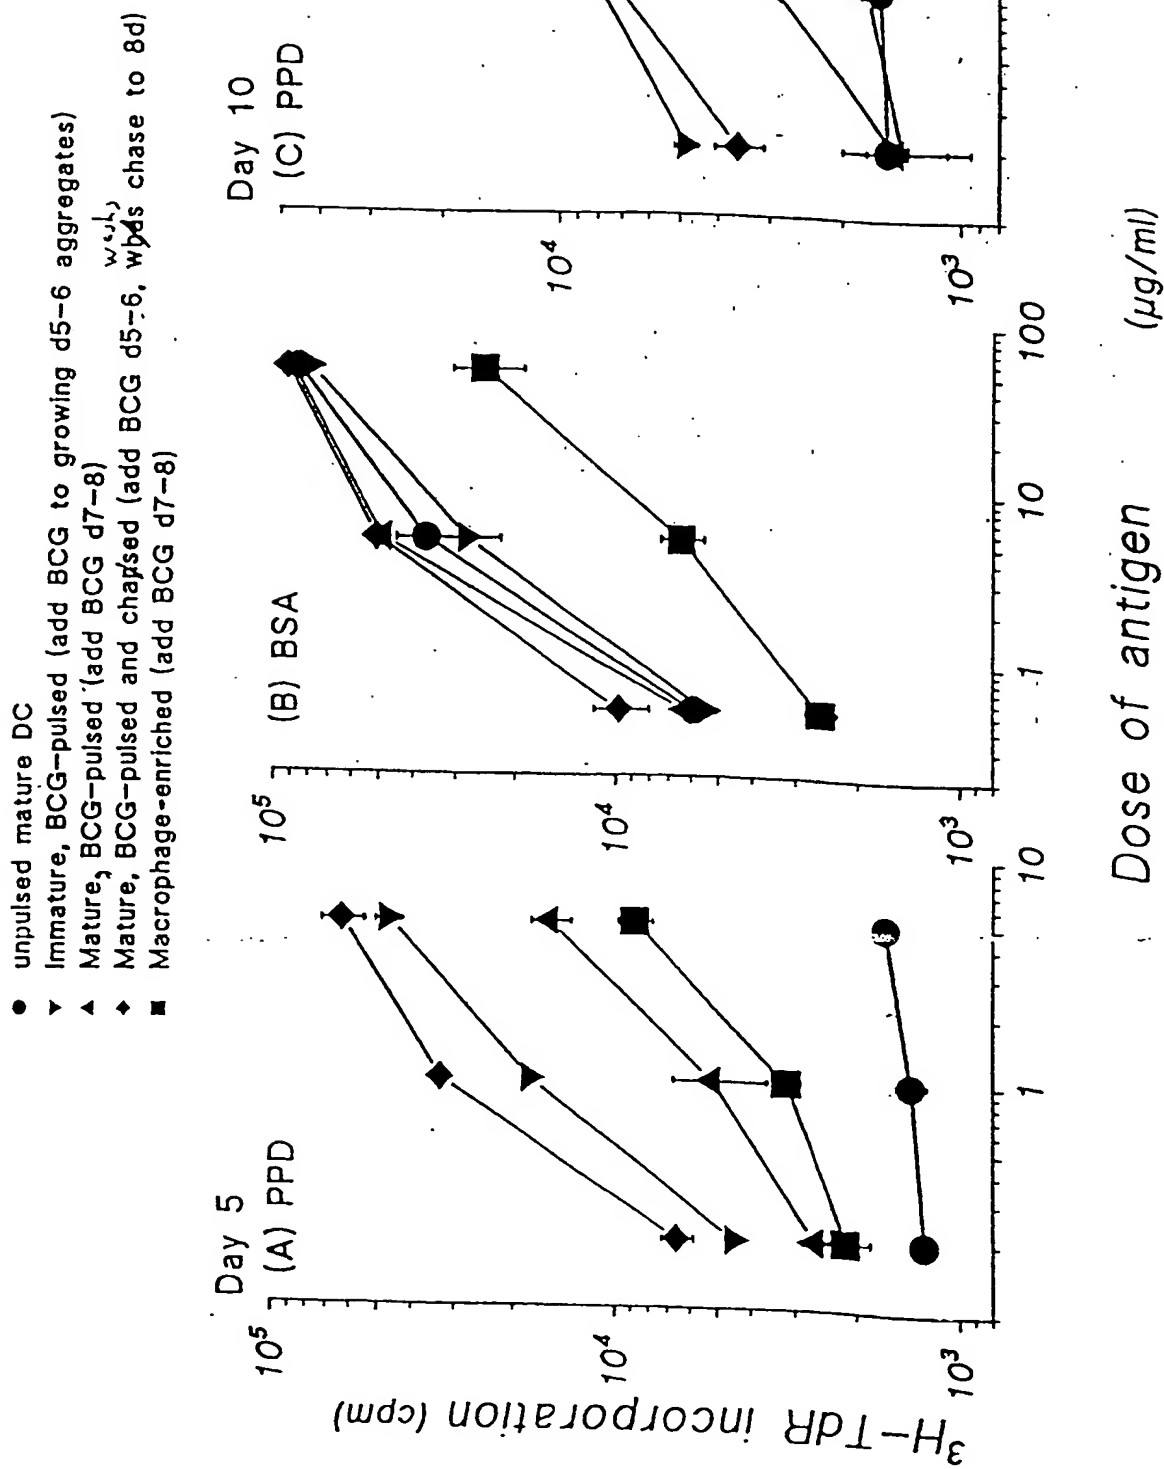 ● unpulsed mature DC
▼ Immature, BCG-pulsed (add BCG to growing d5-6 aggregates)
▲ Mature, BCG-pulsed (add BCG d7-8)
◆ Mature, BCG-pulsed and chapsed (add BCG d5-6, wbds chase to 8d)
wash,
■ Macrophage-enriched (add BCG d7-8)
Day 5
(A) PPD
(B) BSA
Day 10
(C) PPD
³H-TdR incorporation (cpm)
10⁵
10⁴
10³
1
10
10⁵
10⁴
10³
1
10
100
10⁴
10³
Dose of antigen (µg/ml)